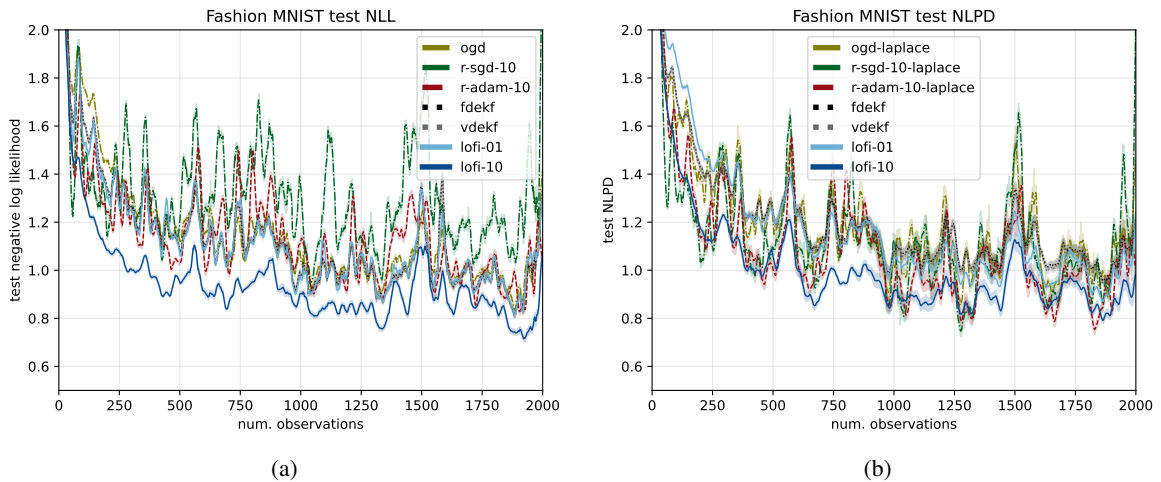 Fashion MNIST test NLL
2.0
1.8
1.6
1.4
1.2
1.0
0.8
0.6
test negative log likelihood
0 250 500 750 1000 1250 1500 1750 2000
num. observations
ogd
r-sgd-10
r-adam-10
fdekf
vdekf
lofi-01
lofi-10
(a)
Fashion MNIST test NLPD
2.0
1.8
1.6
1.4
1.2
1.0
0.8
0.6
test NLPD
0 250 500 750 1000 1250 1500 1750 2000
num. observations
ogd-laplace
r-sgd-10-laplace
r-adam-10-laplace
fdekf
vdekf
lofi-01
lofi-10
(b)